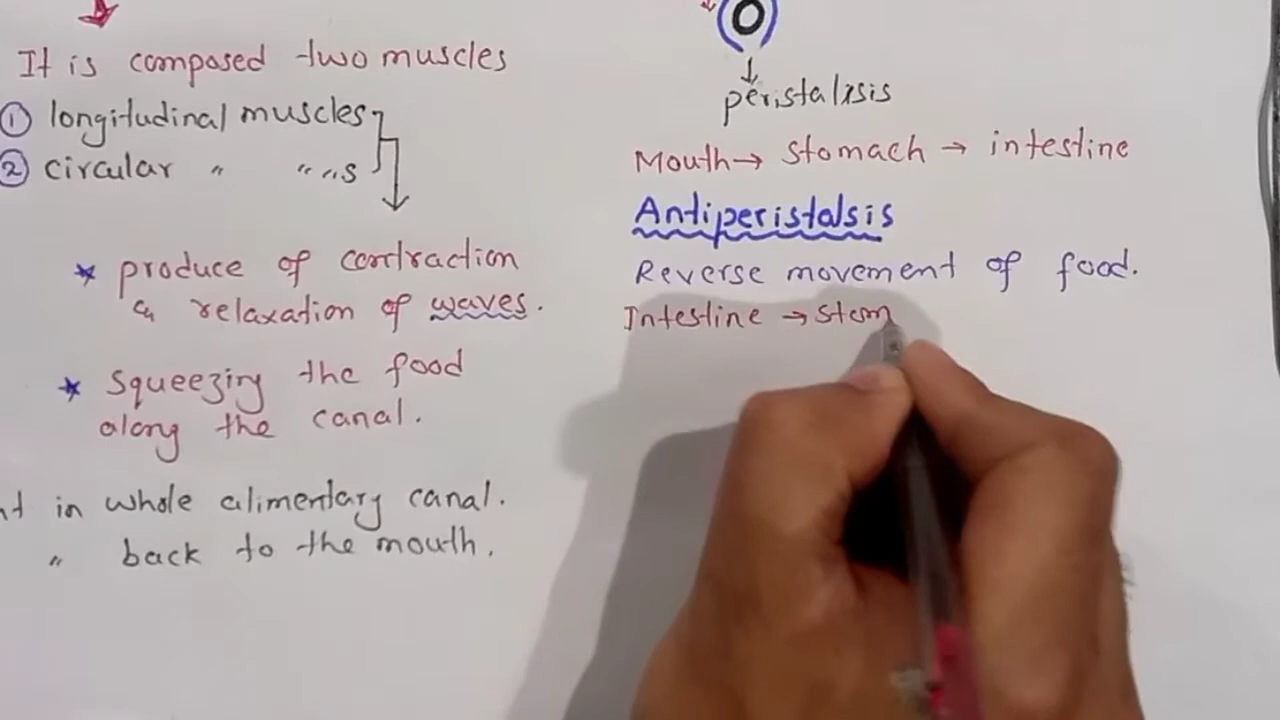 It is composed two muscles
① longitudinal muscles
② circular " " " s
* produce of contraction
& relaxation of waves.
* squeezing the food
along the canal.
in whole alimentary canal.
" back to the mouth.
peristalsis
Mouth → stomach → intestine
Antiperistalsis
Reverse movement of food.
Intestine → stom